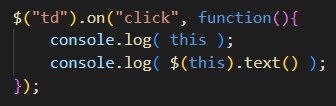 $("td").on("click", function(){
    console.log( this );
    console.log( $(this).text() );
});